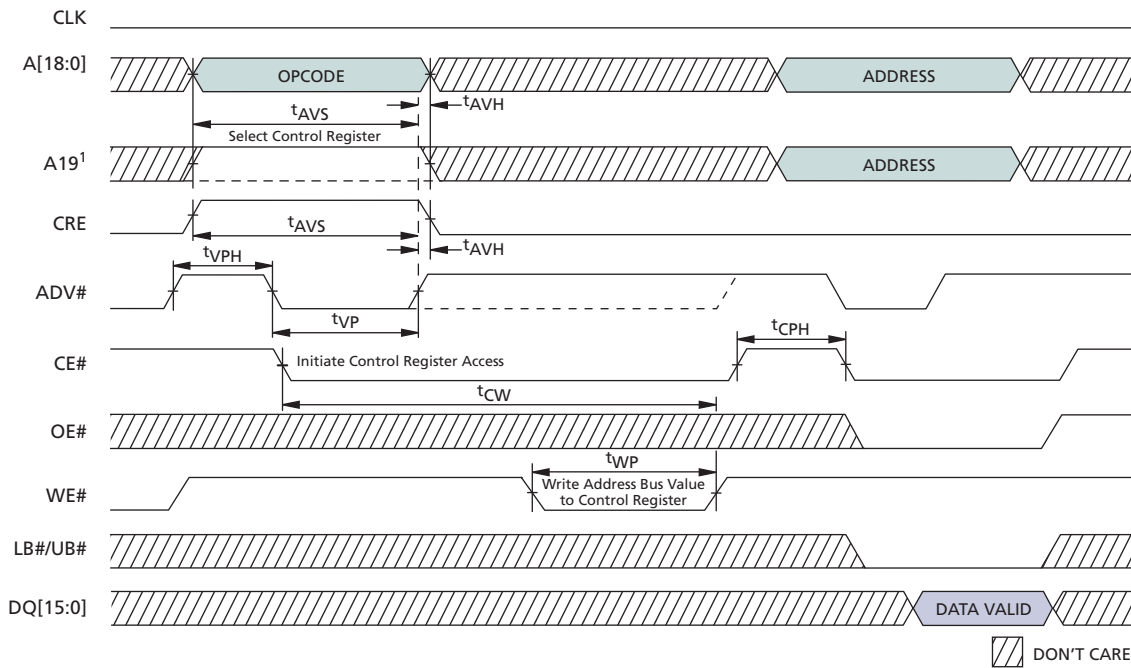 CLK
A[18:0]
OPCODE
ADDRESS
tAVH
tAVS
Select Control Register
A19¹
ADDRESS
CRE
tAVS
tAVH
tVPH
ADV#
tVP
tCPH
CE#
Initiate Control Register Access
tCW
OE#
tWP
WE#
Write Address Bus Value
to Control Register
LB#/UB#
DQ[15:0]
DATA VALID
DON'T CARE